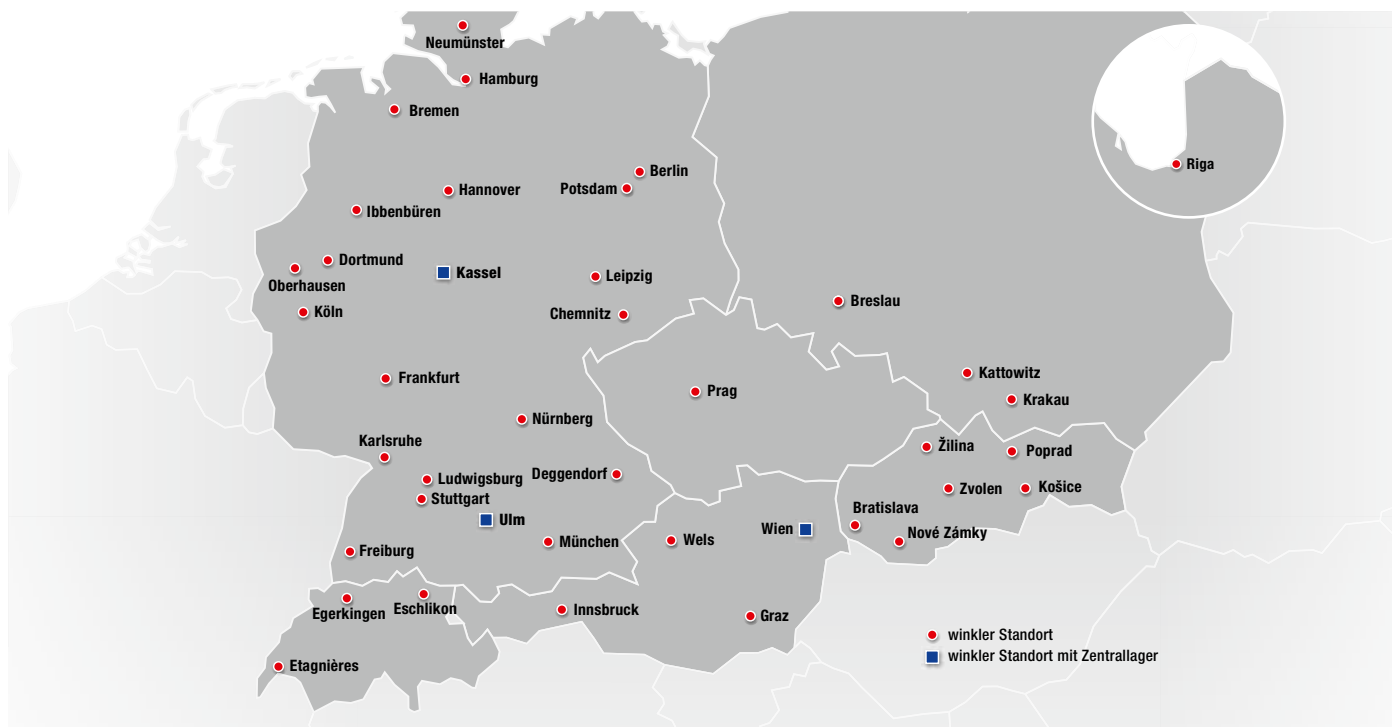 Neumünster
Hamburg
Bremen
Riga
Berlin
Potsdam
Hannover
Ibbenbüren
Dortmund
Oberhausen
Kassel
Leipzig
Breslau
Köln
Chemnitz
Frankfurt
Kattowitz
Prag
Krakau
Nürnberg
Karlsruhe
Žilina
Poprad
Ludwigsburg
Deggendorf
Stuttgart
Zvolen
Košice
Bratislava
Ulm
Wien
Nové Zámky
Freiburg
München
Wels
Egerkingen
Eschlikon
Innsbruck
Graz
Etagnières
winkler Standort
winkler Standort mit Zentrallager